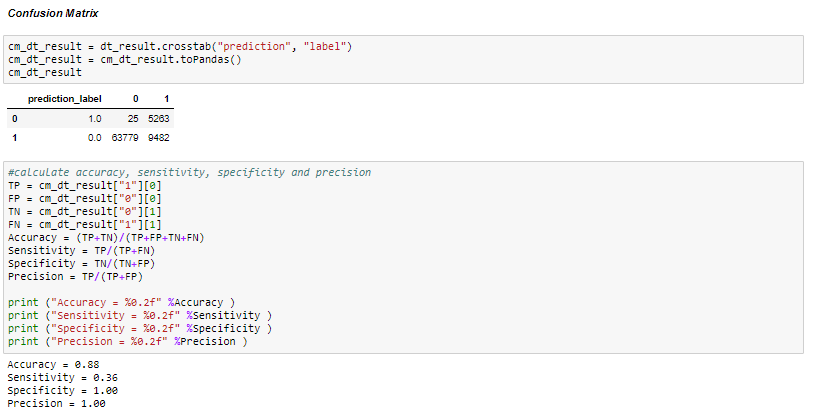 Confusion Matrix
cm_dt_result = dt_result.crosstab("prediction", "label")
cm_dt_result = cm_dt_result.toPandas()
cm_dt_result
prediction_label 0 1
0 1.0 25 5263
1 0.0 63779 9482
#calculate accuracy, sensitivity, specificity and precision
TP = cm_dt_result["1"][0]
FP = cm_dt_result["0"][0]
TN = cm_dt_result["0"][1]
FN = cm_dt_result["1"][1]
Accuracy = (TP+TN)/(TP+FP+TN+FN)
Sensitivity = TP/(TP+FN)
Specificity = TN/(TN+FP)
Precision = TP/(TP+FP)
print ("Accuracy = %0.2f" %Accuracy )
print ("Sensitivity = %0.2f" %Sensitivity )
print ("Specificity = %0.2f" %Specificity )
print ("Precision = %0.2f" %Precision )
Accuracy = 0.88
Sensitivity = 0.36
Specificity = 1.00
Precision = 1.00